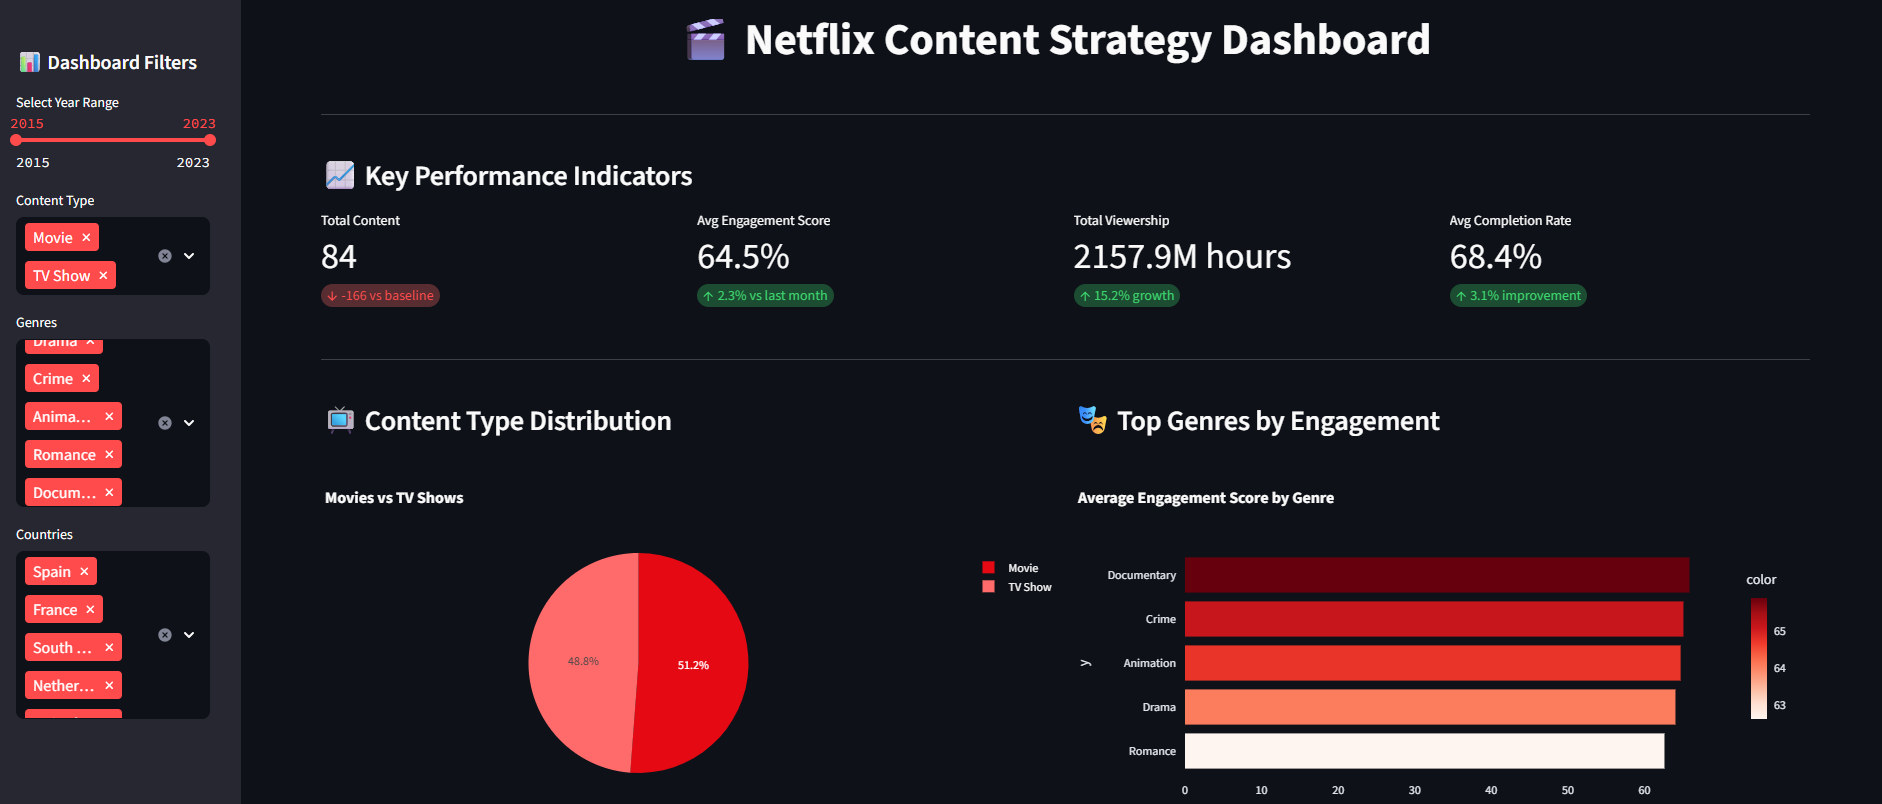 Dashboard Filters
Select Year Range
2015 2023
2015 2023
Content Type
Movie ×
TV Show ×
Genres
Drama ×
Crime ×
Anima... ×
Romance ×
Docum... ×
Countries
Spain ×
France ×
South ... ×
Nether... ×
Netflix Content Strategy Dashboard
Key Performance Indicators
Total Content
84
↓ -166 vs baseline
Avg Engagement Score
64.5%
↑ 2.3% vs last month
Total Viewership
2157.9M hours
↑ 15.2% growth
Avg Completion Rate
68.4%
↑ 3.1% improvement
Content Type Distribution
Movies vs TV Shows
48.8%
51.2%
Movie
TV Show
Top Genres by Engagement
Average Engagement Score by Genre
y
Documentary
Crime
Animation
Drama
Romance
0 10 20 30 40 50 60
color
65
64
63